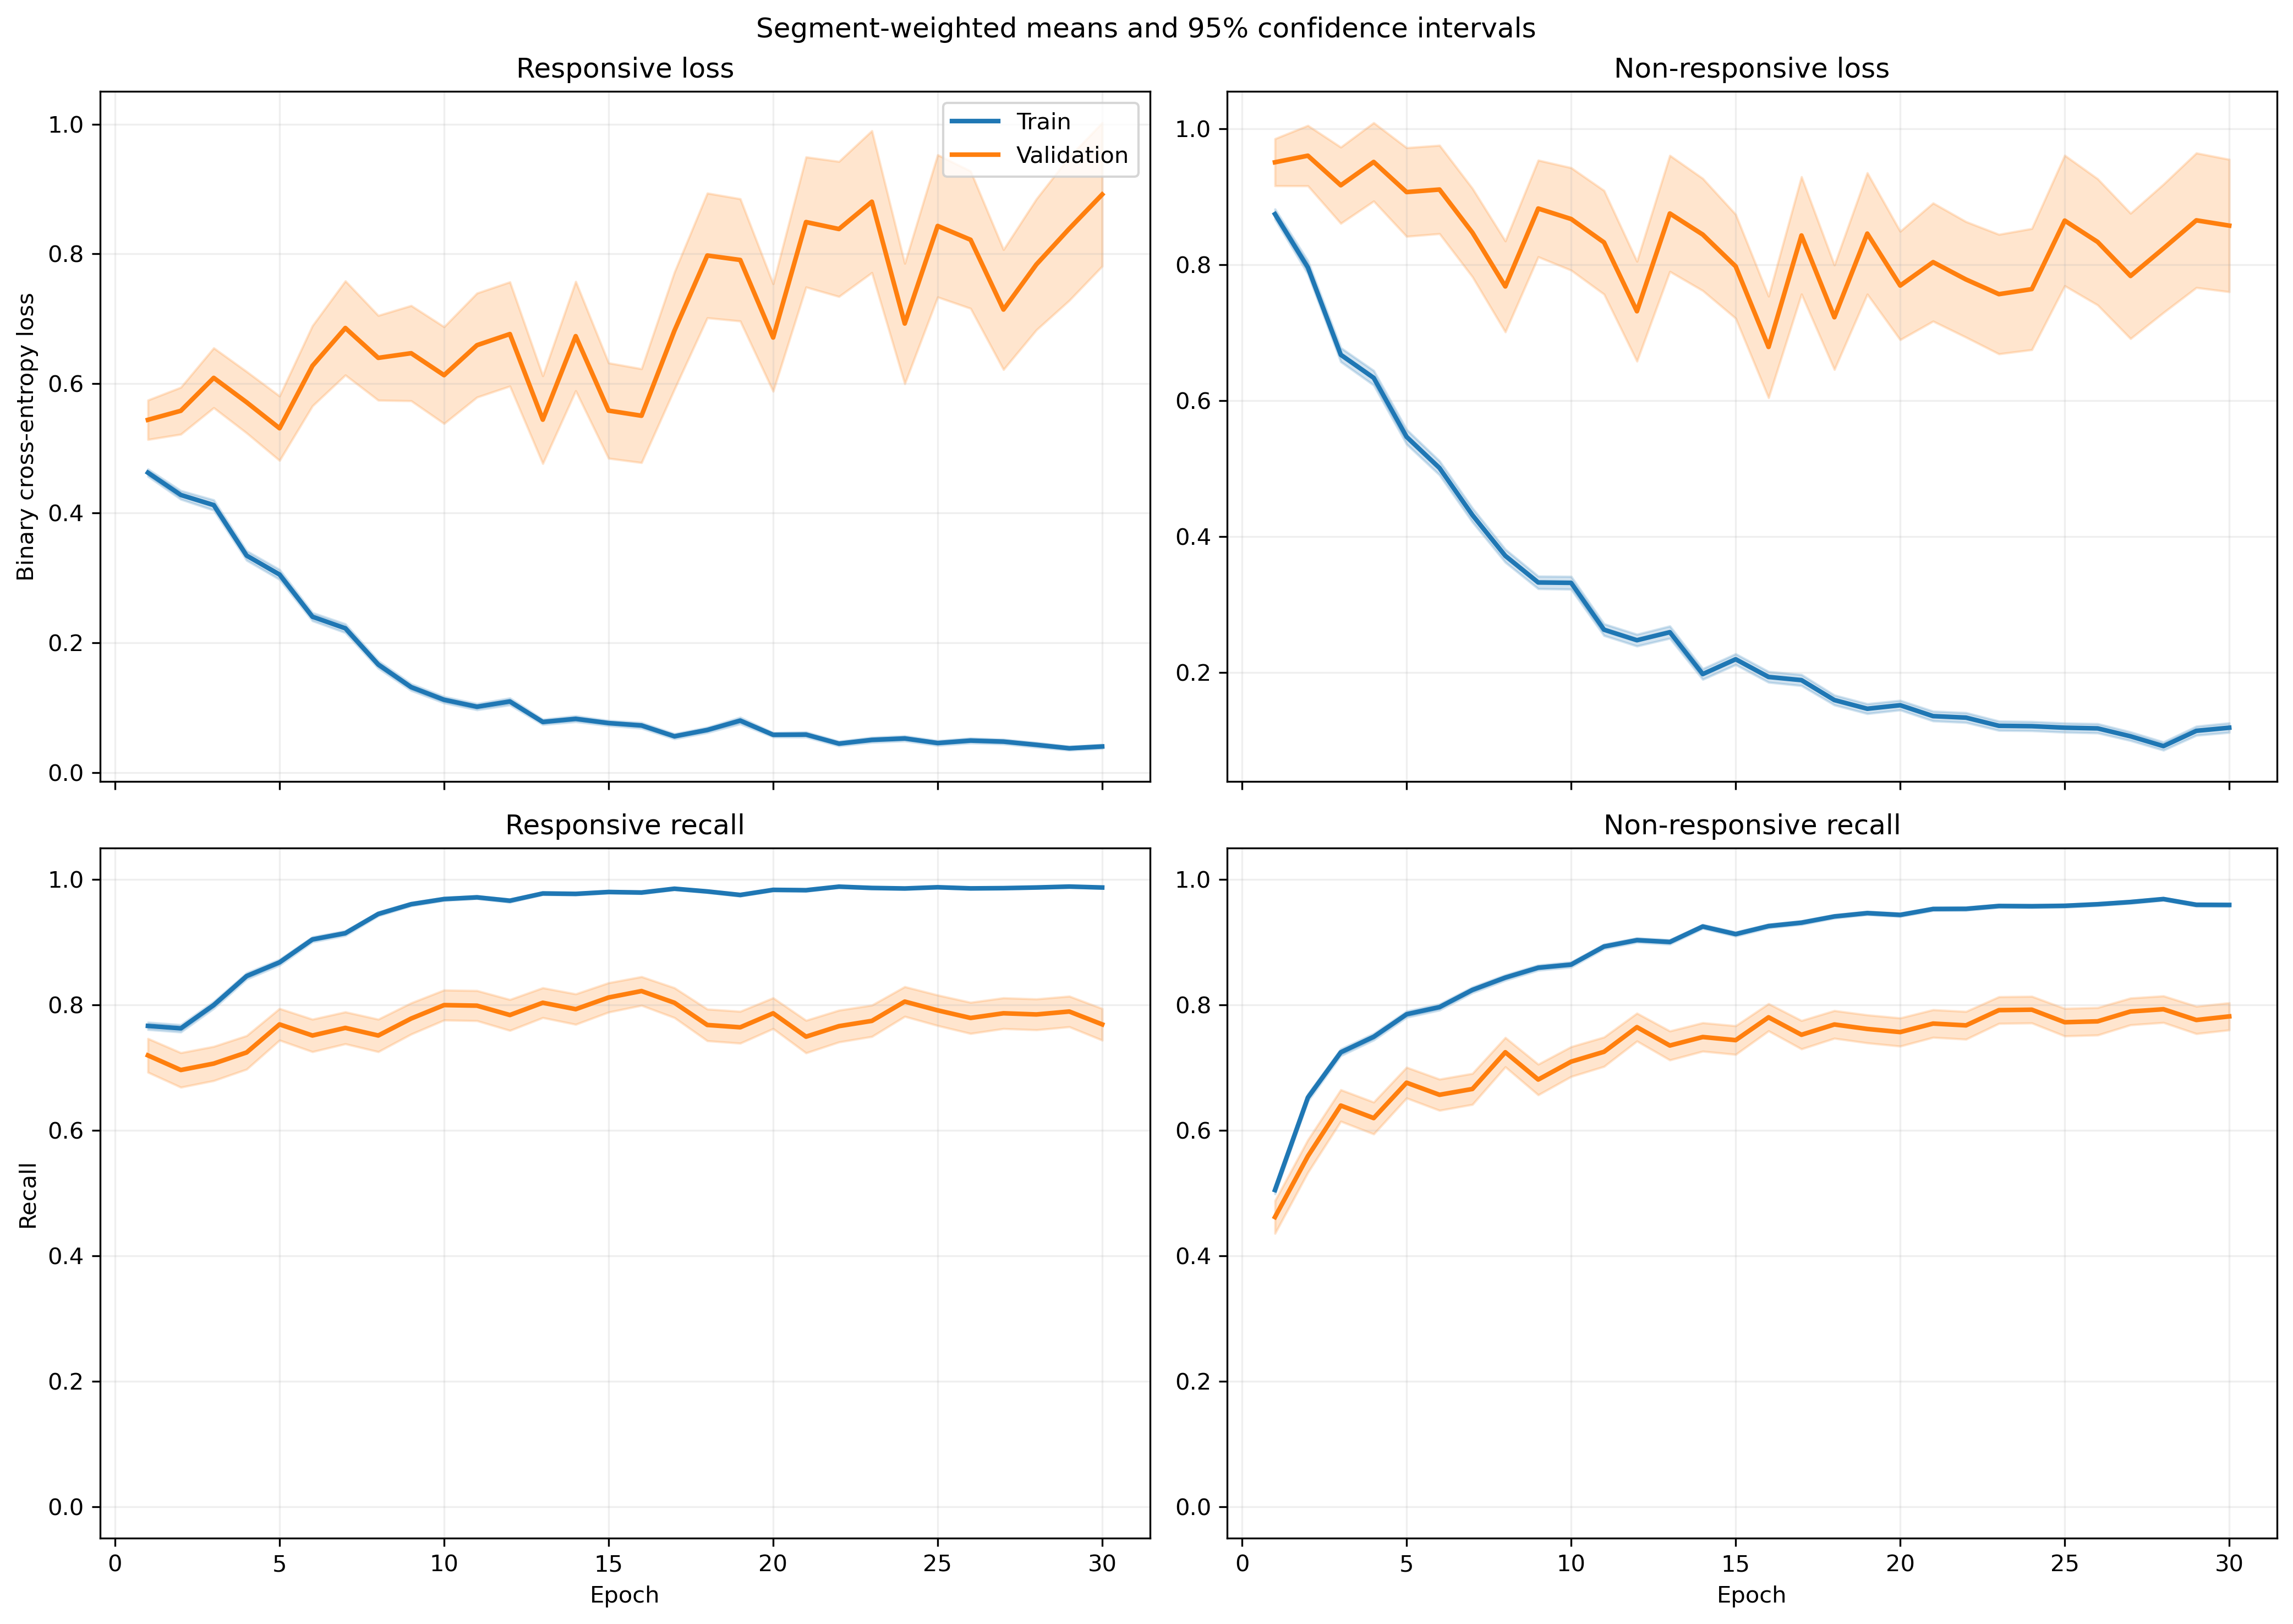 Segment-weighted means and 95% confidence intervals
Responsive loss
Non-responsive loss
Binary cross-entropy loss
1.0
0.8
0.6
0.4
0.2
0.0
Train
Validation
1.0
0.8
0.6
0.4
0.2
Responsive recall
Non-responsive recall
Recall
1.0
0.8
0.6
0.4
0.2
0.0
0 5 10 15 20 25 30
Epoch
1.0
0.8
0.6
0.4
0.2
0.0
0 5 10 15 20 25 30
Epoch